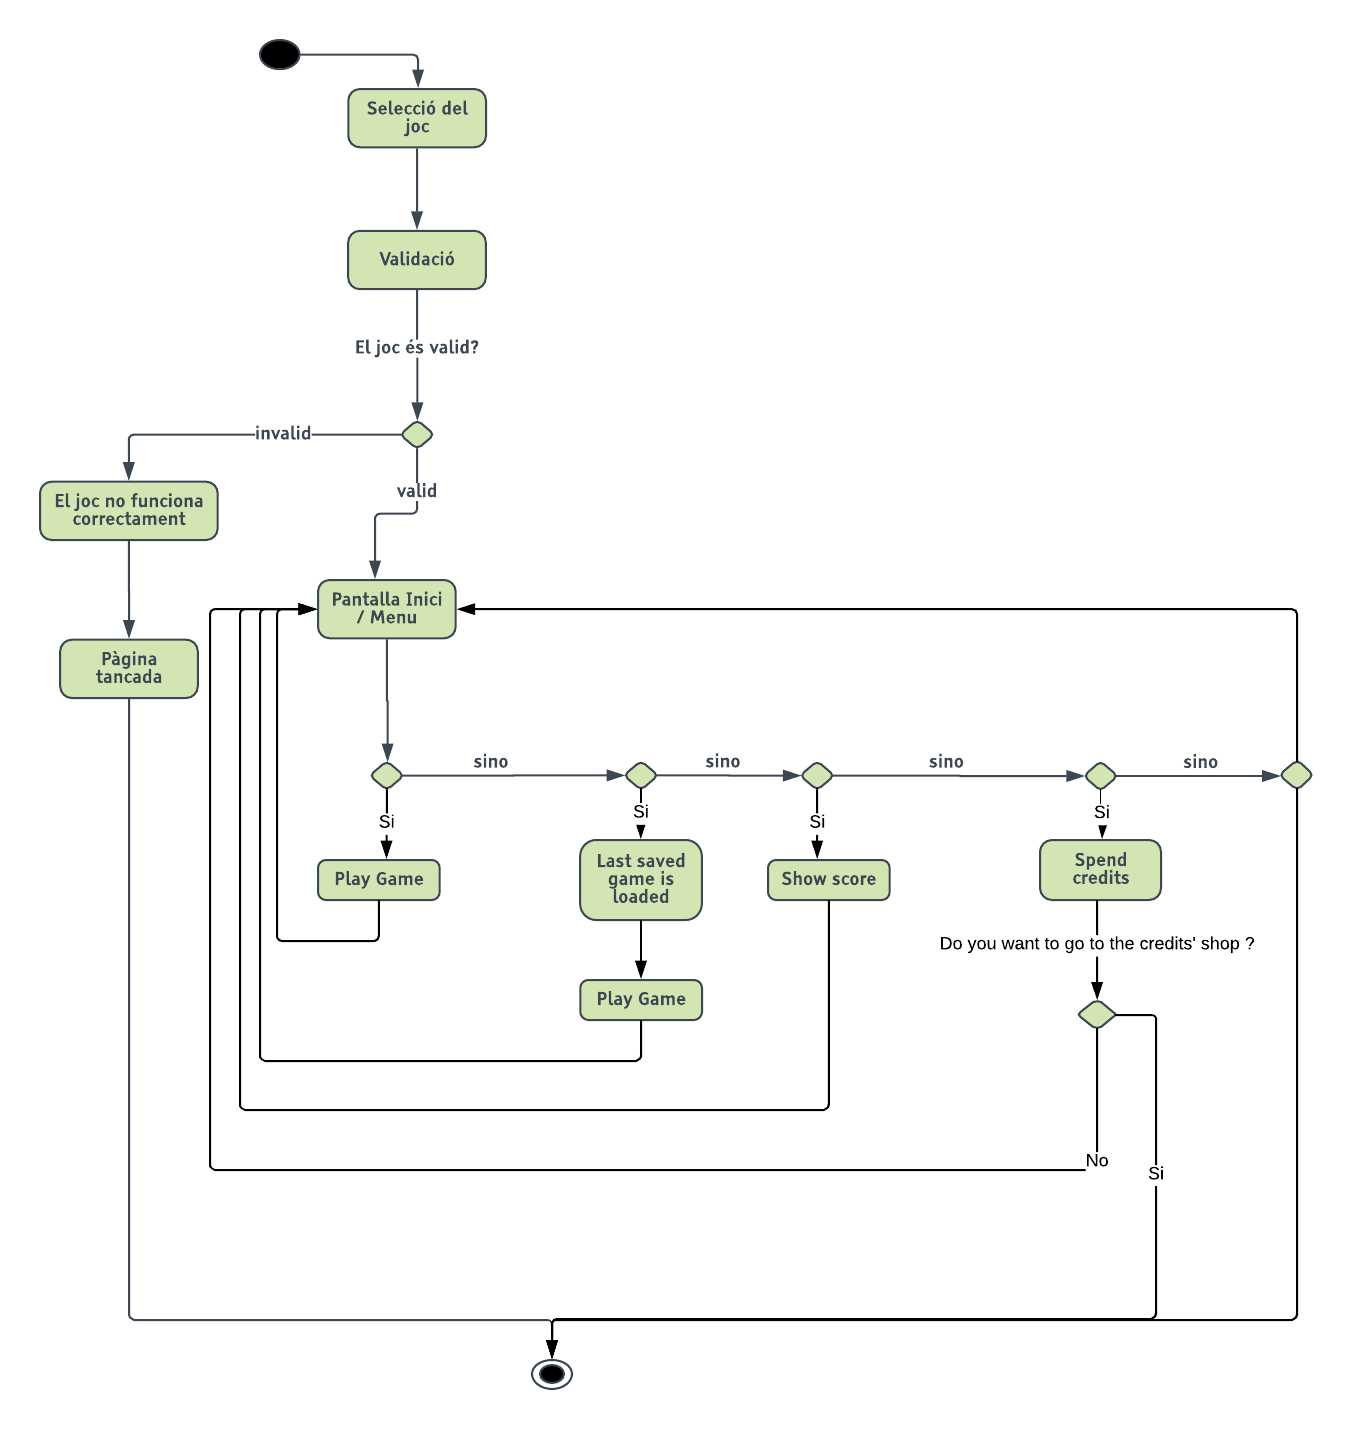 Selecció del
joc
Validació
El joc és valid?
invalid
valid
El joc no funciona
correctament
Pantalla Inici
/ Menu
Pàgina
tancada
sino
sino
sino
sino
Si
Si
Si
Si
Play Game
Last saved
game is
loaded
Show score
Spend
credits
Do you want to go to the credits' shop ?
Play Game
No
Si